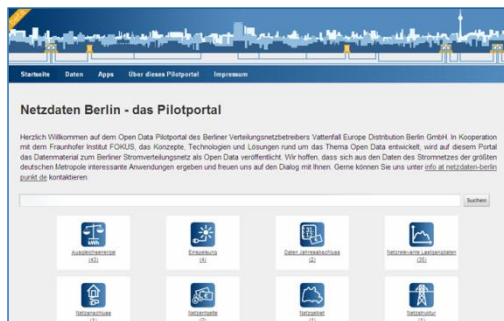 Startseite Daten Apps Über dieses Pilotportal Impressum
Netzdaten Berlin - das Pilotportal
Herzlich Willkommen auf dem Open Data Pilotportal des Berliner Verteilungsnetzbetreibers Vattenfall Europe Distribution Berlin GmbH. In Kooperation
mit dem Fraunhofer Institut FOKUS, das Konzepte, Technologien und Lösungen rund um das Thema Open Data entwickelt, wird auf diesem Portal
das Datenmaterial zum Berliner Stromverteilungsnetz als Open Data veröffentlicht. Wir hoffen, dass sich aus den Daten des Stromnetzes der größten
deutschen Metropole interessante Anwendungen ergeben und freuen uns auf den Dialog mit Ihnen. Gerne können Sie uns unter info at netzdaten-berlin
punkt de kontaktieren.
Suchen
kWh
Ausgleichsenergie Einspeisung Daten Jahresabschluss Netzrelevante Lastgangdaten
(4) (2)
Netzanschluss Netzentgelte Netzgebiet Netzstruktur